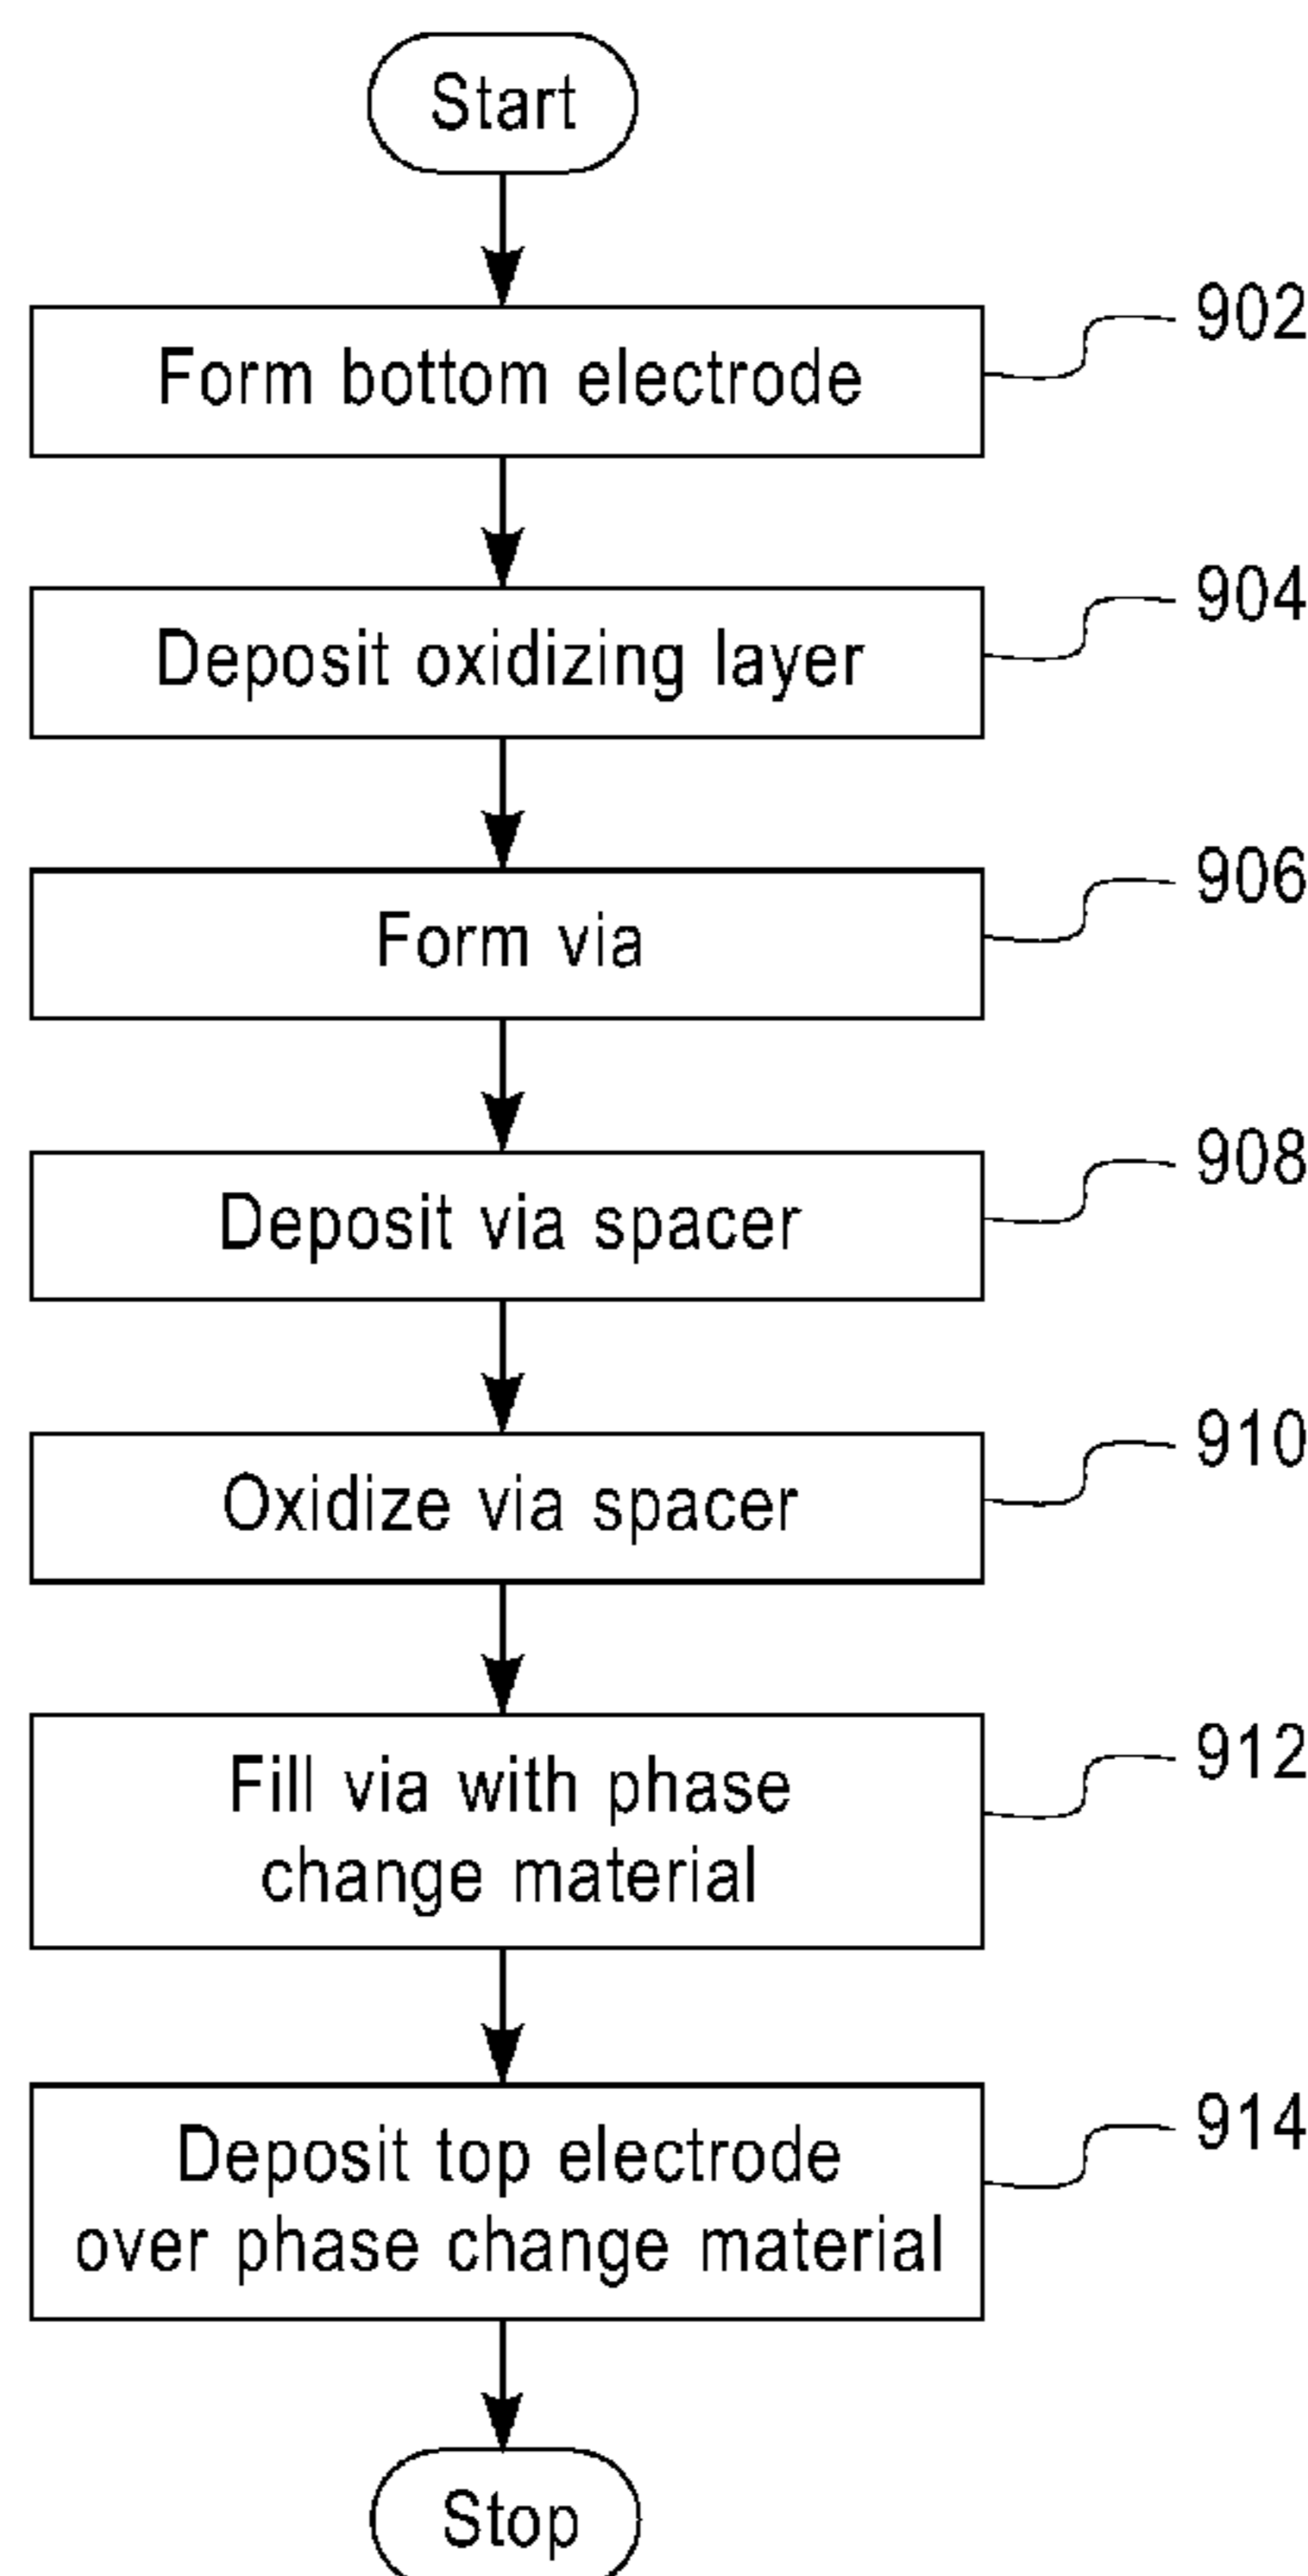 Start
Form bottom electrode
902
Deposit oxidizing layer
904
Form via
906
Deposit via spacer
908
Oxidize via spacer
910
Fill via with phase
change material
912
Deposit top electrode
over phase change material
914
Stop